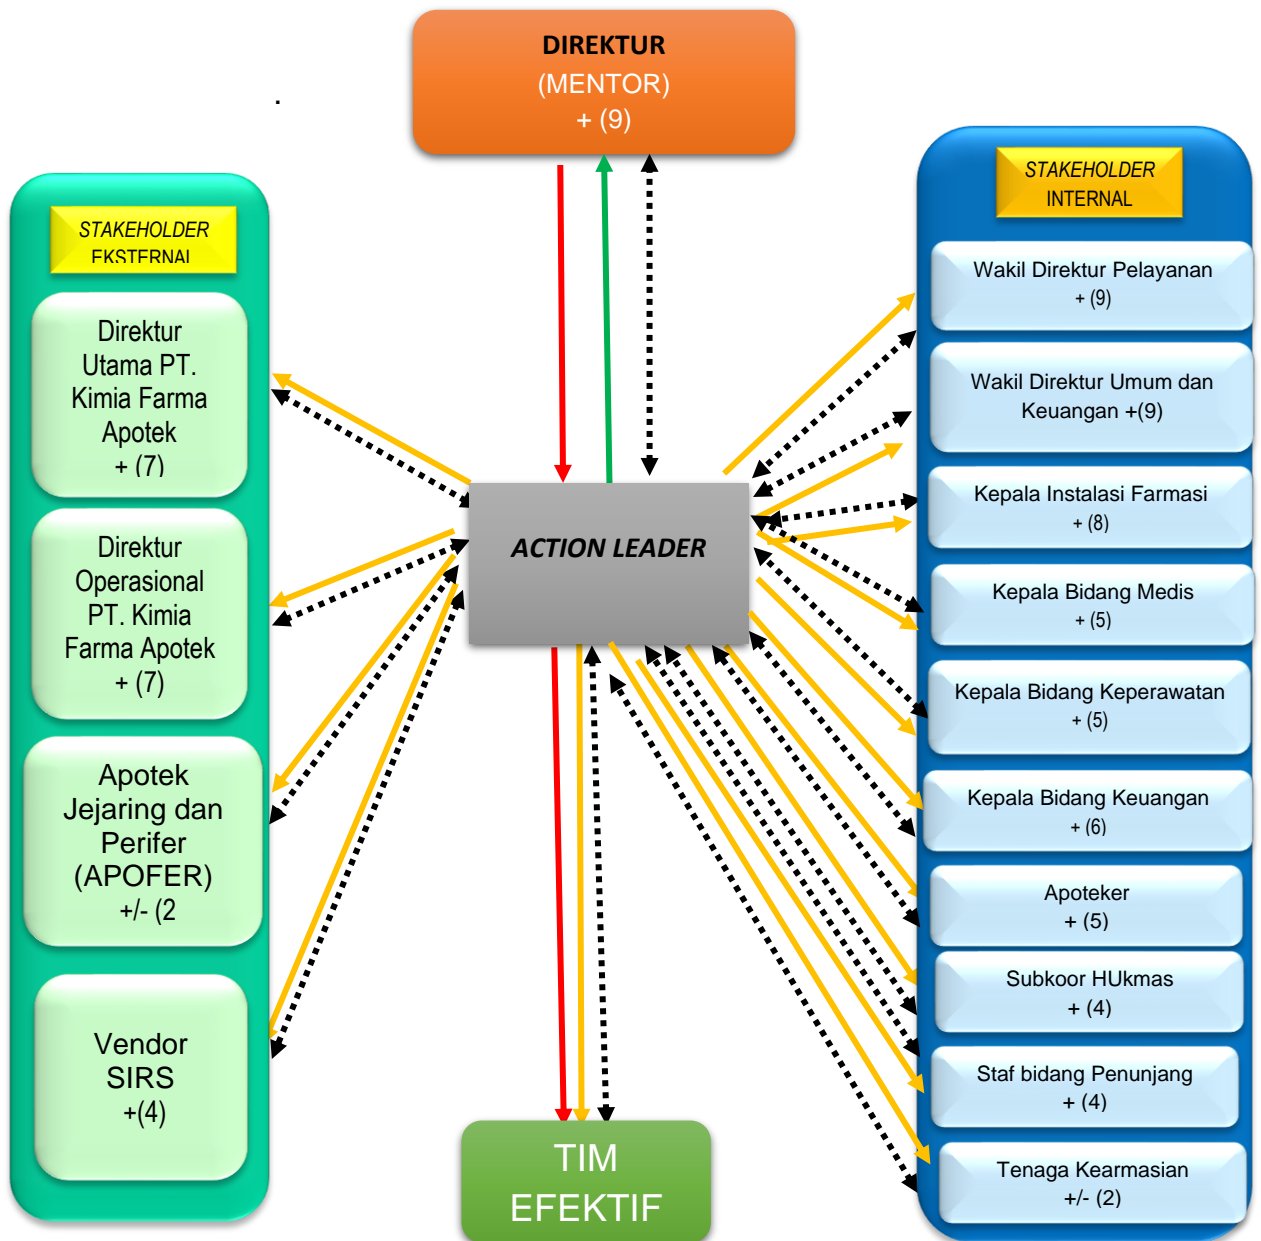 DIREKTUR
(MENTOR)
+ (9)
.
STAKEHOLDER
EKSTERNAL
Direktur
Utama PT.
Kimia Farma
Apotek
+ (7)
Direktur
Operasional
PT. Kimia
Farma Apotek
+ (7)
Apotek
Jejaring dan
Perifer
(APOFER)
+/- (2
Vendor
SIRS
+(4)
ACTION LEADER
TIM
EFEKTIF
STAKEHOLDER
INTERNAL
Wakil Direktur Pelayanan
+ (9)
Wakil Direktur Umum dan
Keuangan +(9)
Kepala Instalasi Farmasi
+ (8)
Kepala Bidang Medis
+ (5)
Kepala Bidang Keperawatan
+ (5)
Kepala Bidang Keuangan
+ (6)
Apoteker
+ (5)
Subkoor HUkmas
+ (4)
Staf bidang Penunjang
+ (4)
Tenaga Kearmasian
+/- (2)